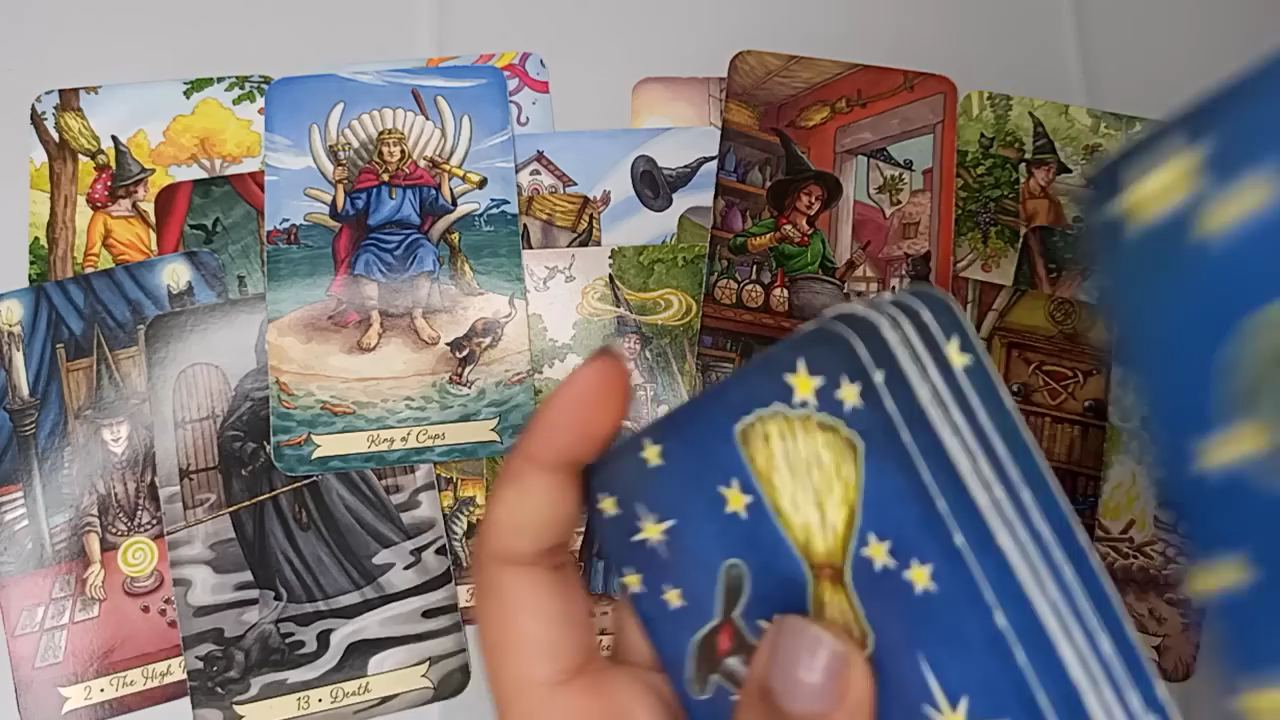 King of Cups
2 • The High
13 • Death